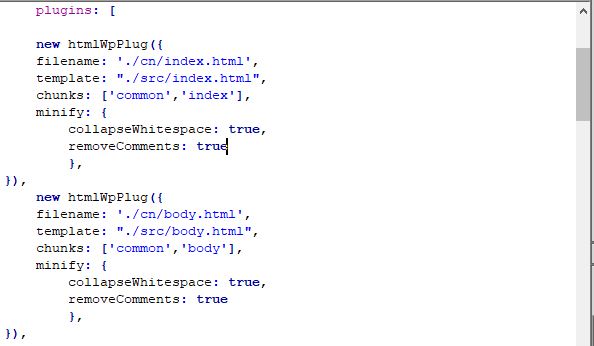 plugins: [
new htmlWpPlug({
filename: './cn/index.html',
template: "./src/index.html",
chunks: ['common','index'],
minify: {
collapseWhitespace: true,
removeComments: true
},
}),
new htmlWpPlug({
filename: './cn/body.html',
template: "./src/body.html",
chunks: ['common','body'],
minify: {
collapseWhitespace: true,
removeComments: true
},
}),